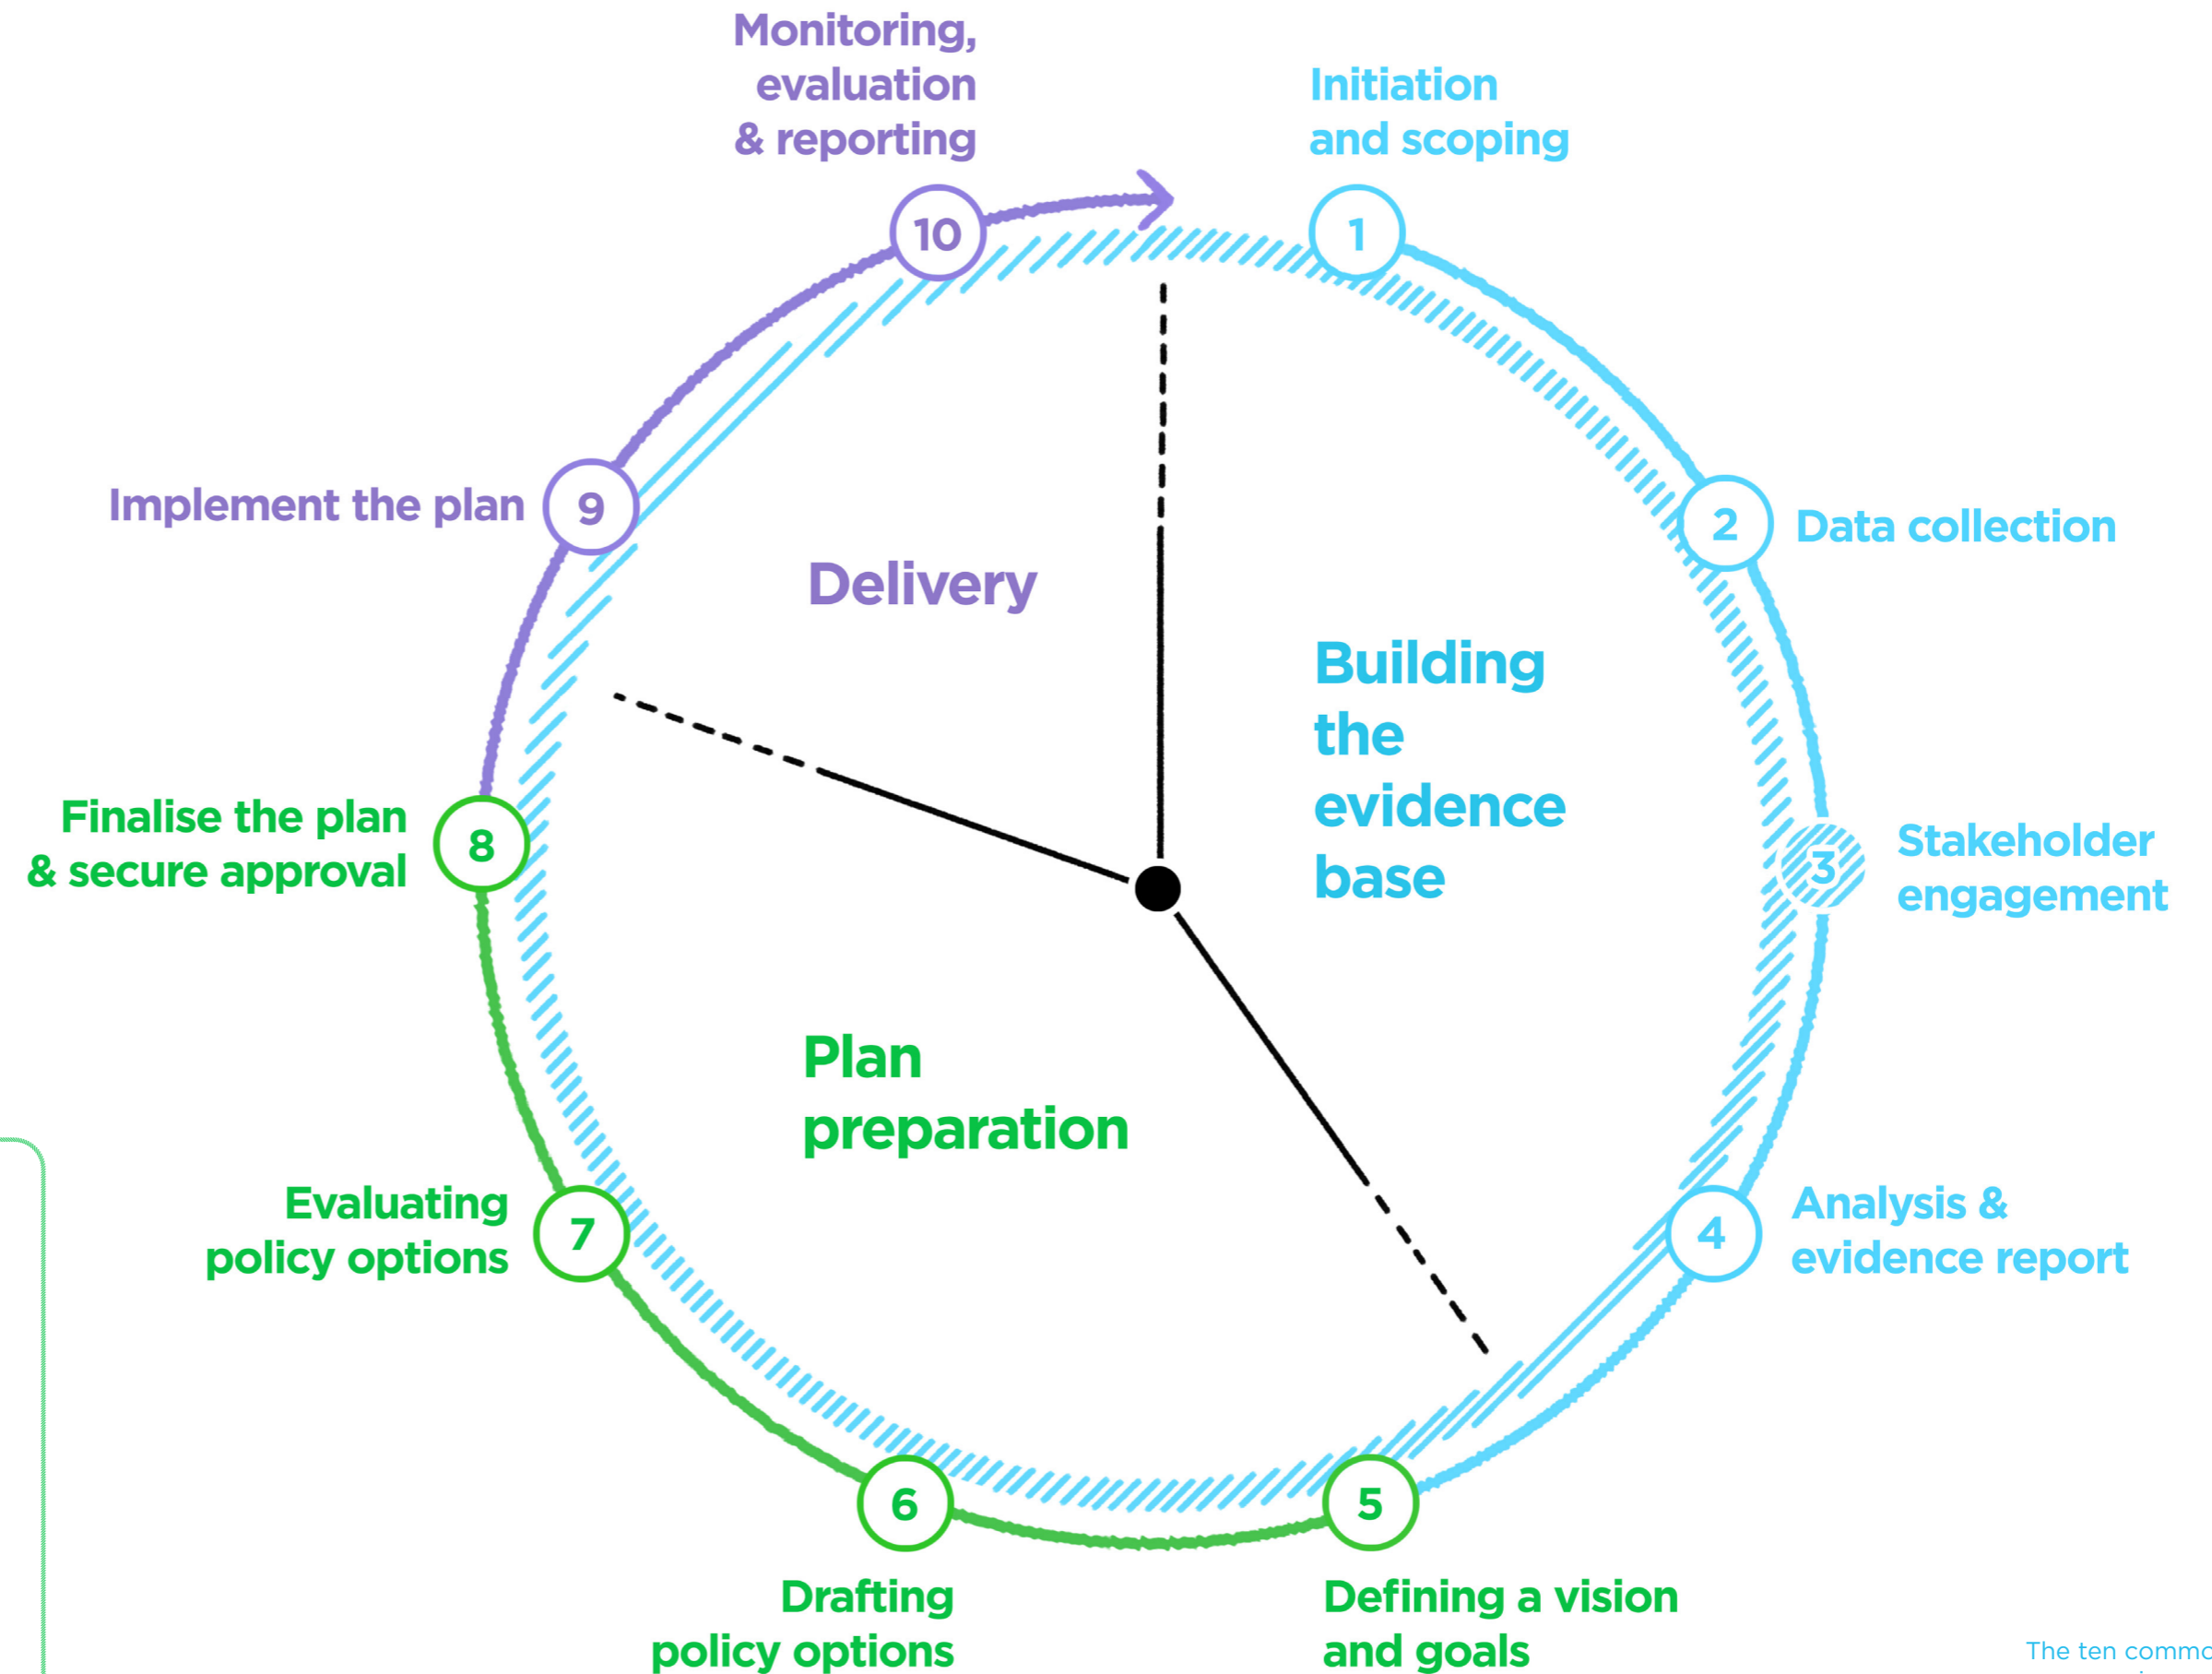 Monitoring,
evaluation
& reporting
Initiation
and scoping
10
1
Implement the plan
9
2
Data collection
Delivery
Building
the
evidence
base
Finalise the plan
& secure approval
8
3
Stakeholder
engagement
Plan
preparation
Evaluating
policy options
7
4
Analysis &
evidence report
6
5
Drafting
policy options
Defining a vision
and goals
The ten